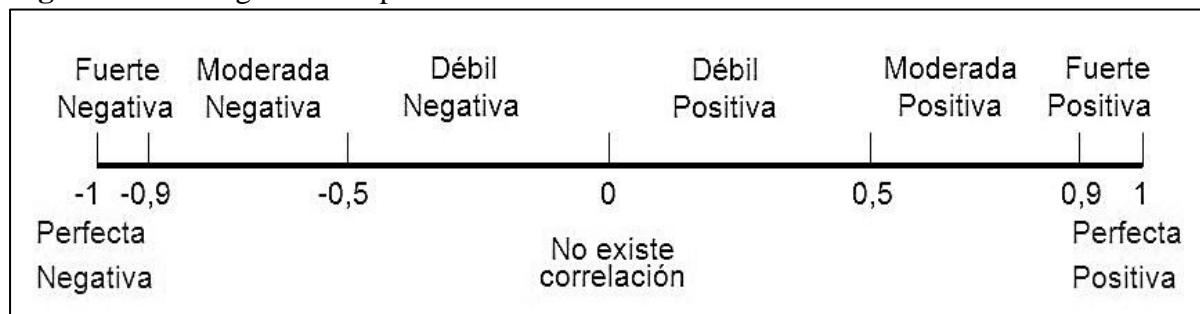 Fuerte Moderada Débil Débil Moderada Fuerte
Negativa Negativa Negativa Positiva Positiva Positiva
-1 -0,9 -0,5 0 0,5 0,9 1
Perfecta No existe Perfecta
Negativa correlación Positiva